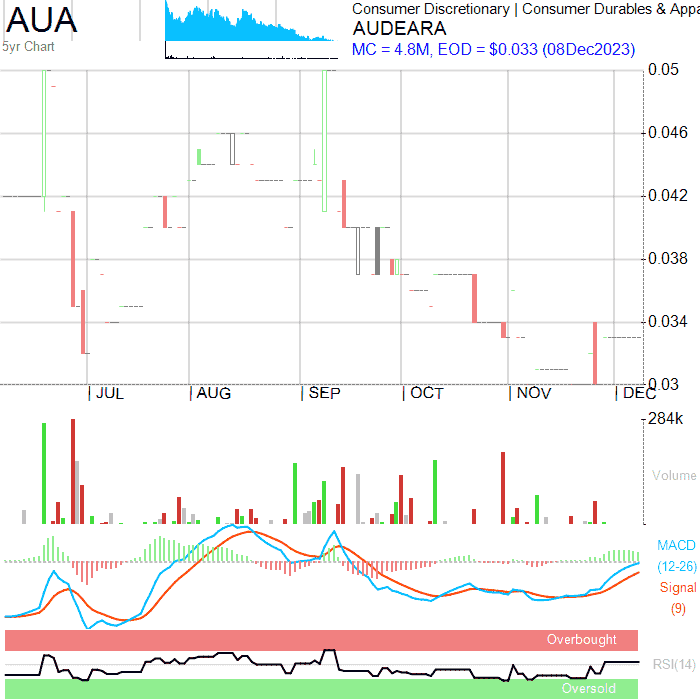 AUA
5yr Chart
Consumer Discretionary | Consumer Durables & Appa
AUDEARA
MC = 4.8M, EOD = $0.033 (08Dec2023)
0.05
0.046
0.042
0.038
0.034
0.03
JUL AUG SEP OCT NOV DEC
284k
Volume
MACD
(12-26)
Signal
(9)
Overbought
RSI(14)
Oversold